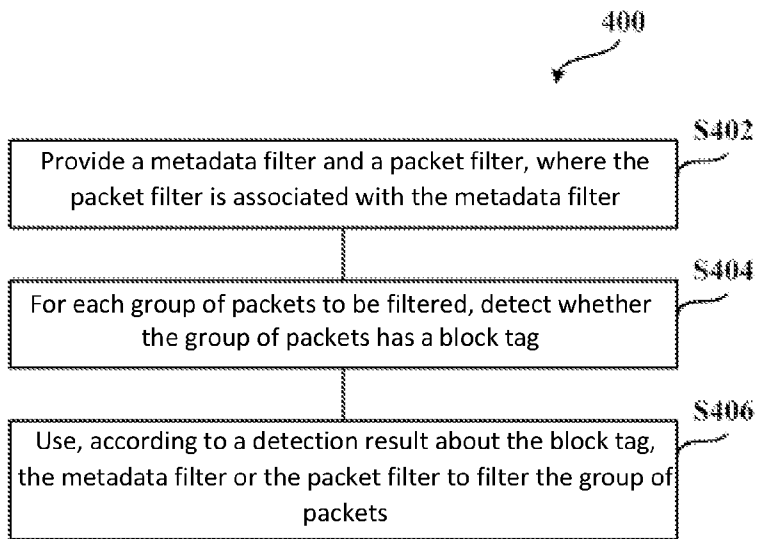 400
S402
Provide a metadata filter and a packet filter, where the
packet filter is associated with the metadata filter
S404
For each group of packets to be filtered, detect whether
the group of packets has a block tag
S406
Use, according to a detection result about the block tag,
the metadata filter or the packet filter to filter the group of
packets